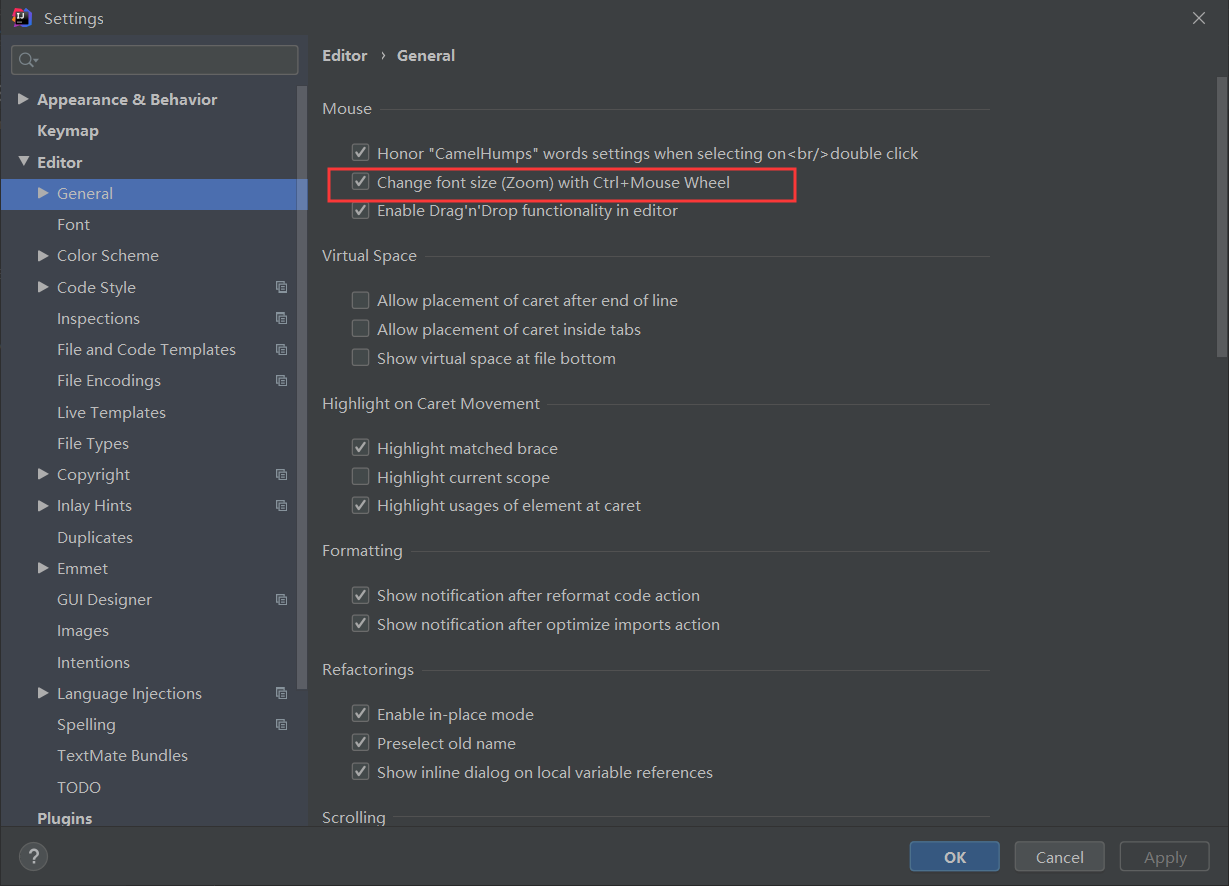 Settings
Appearance & Behavior
Keymap
Editor
General
Font
Color Scheme
Code Style
Inspections
File and Code Templates
File Encodings
Live Templates
File Types
Copyright
Inlay Hints
Duplicates
Emmet
GUI Designer
Images
Intentions
Language Injections
Spelling
TextMate Bundles
TODO
Plugins
Editor › General
Mouse
Honor "CamelHumps" words settings when selecting on<br/>double click
Change font size (Zoom) with Ctrl+Mouse Wheel
Enable Drag'n'Drop functionality in editor
Virtual Space
Allow placement of caret after end of line
Allow placement of caret inside tabs
Show virtual space at file bottom
Highlight on Caret Movement
Highlight matched brace
Highlight current scope
Highlight usages of element at caret
Formatting
Show notification after reformat code action
Show notification after optimize imports action
Refactorings
Enable in-place mode
Preselect old name
Show inline dialog on local variable references
Scrolling
?
OK
Cancel
Apply